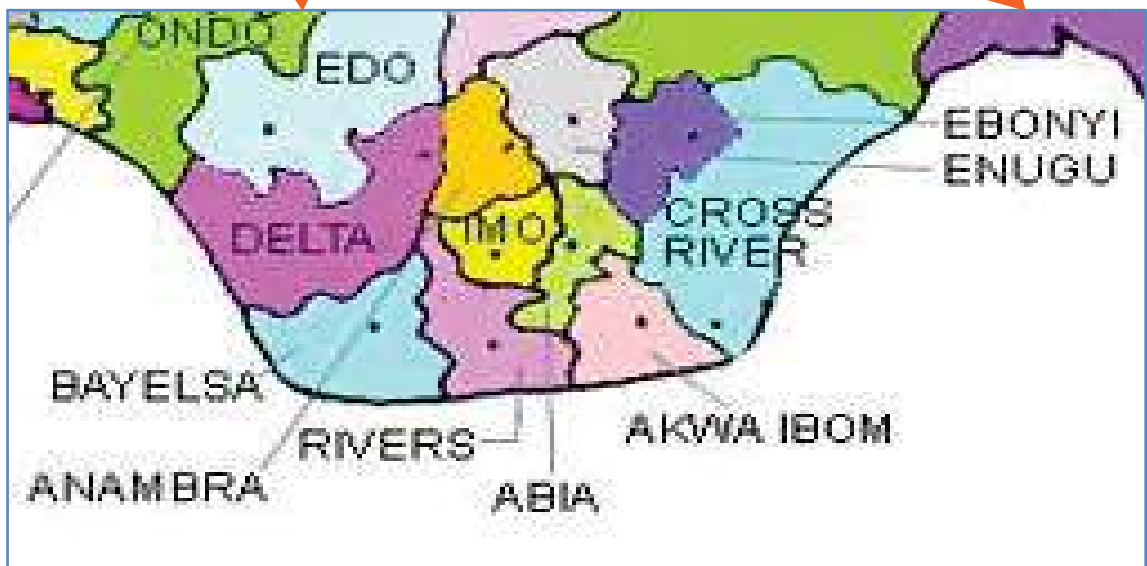 ONDO
EDO
EBONYI
ENUGU
CROSS
RIVER
DELTA
IMO
BAYELSA
RIVERS
AKWA IBOM
ANAMBRA
ABIA